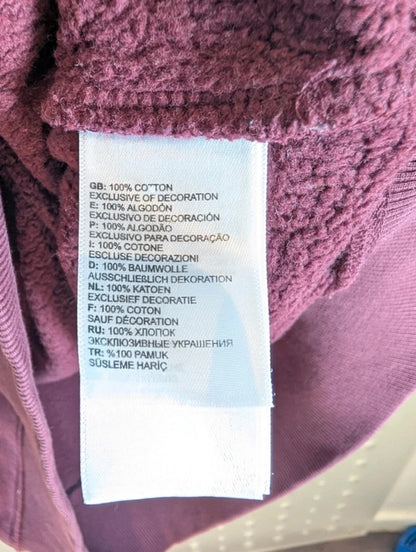 GB: 100% COTTON
EXCLUSIVE OF DECORATION
E: 100% ALGODÓN
EXCLUSIVO DE DECORACIÓN
P: 100% ALGODÃO
EXCLUSIVO PARA DECORAÇÃO
I: 100% COTONE
ESCLUSE DECORAZIONI
D: 100% BAUMWOLLE
AUSSCHLIEßLICH DEKORATION
NL: 100% KATOEN
EXCLUSIEF DECORATIE
F: 100% COTON
SAUF DÉCORATION
RU: 100% ХЛОПОК
ЭКСКЛЮЗИВНЫЕ УКРАШЕНИЯ
TR: %100 PAMUK
SÜSLEME HARİÇ